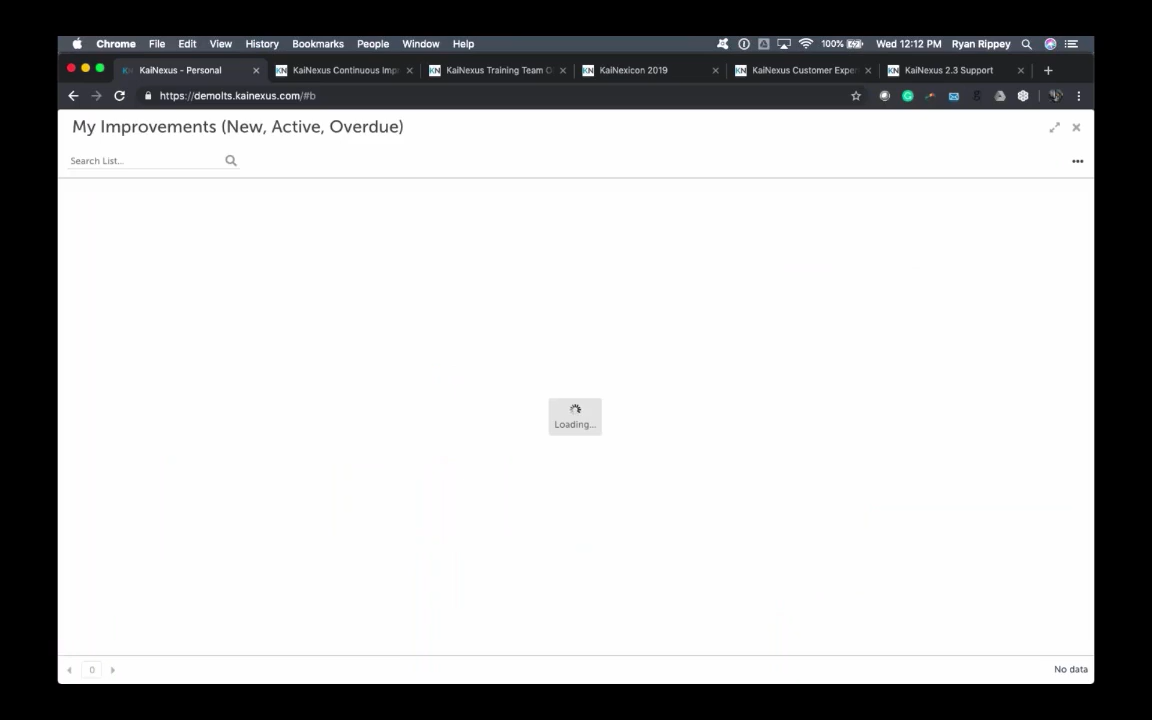 Chrome File Edit View History Bookmarks People Window Help 100% Wed 12:12 PM Ryan Rippey
KaiNexus - Personal KaiNexus Continuous Imp KaiNexus Training Team KaiNexicon 2019 KaiNexus Customer Exper KaiNexus 2.3 Support
https://demolts.kainexus.com/#b
My Improvements (New, Active, Overdue)
Search List...
Loading...
0 No data